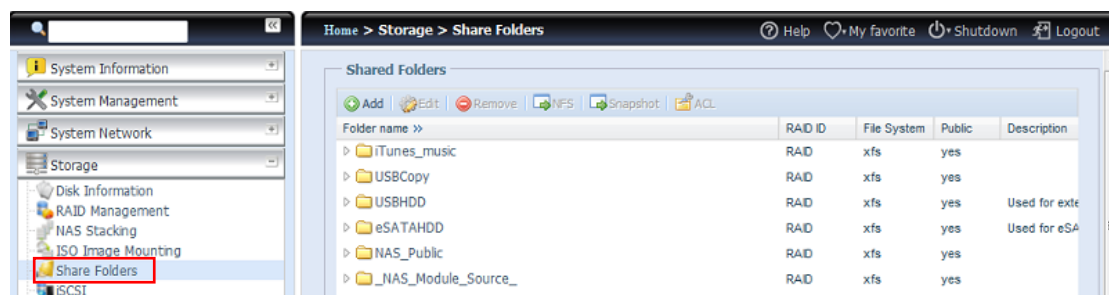 Home > Storage > Share Folders Help My favorite Shutdown Logout
System Information
System Management
System Network
Storage
Disk Information
RAID Management
NAS Stacking
ISO Image Mounting
Share Folders
iSCSI
Shared Folders
Add Edit Remove NFS Snapshot ACL
Folder name » RAID ID File System Public Description
iTunes_music RAID xfs yes
USBCopy RAID xfs yes
USBHDD RAID xfs yes Used for exte
eSATAHDD RAID xfs yes Used for eSA
NAS_Public RAID xfs yes
_NAS_Module_Source_ RAID xfs yes